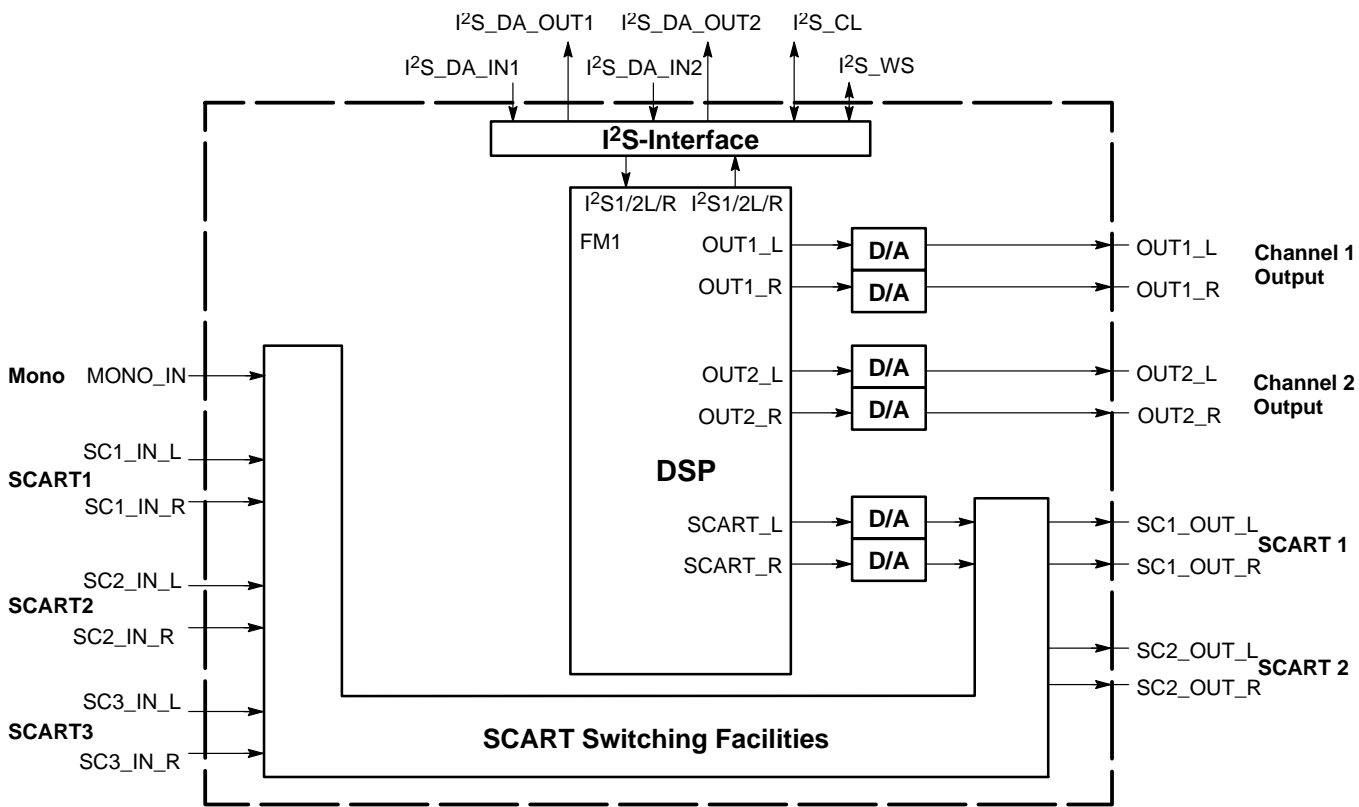 I2S_DA_OUT1 I2S_DA_OUT2 I2S_CL
I2S_DA_IN1 I2S_DA_IN2 I2S_WS
I2S-Interface
I2S1/2L/R I2S1/2L/R
FM1
OUT1_L
D/A
OUT1_L
OUT1_R
D/A
OUT1_R
Channel 1
Output
Mono MONO_IN
OUT2_L
D/A
OUT2_L
OUT2_R
D/A
OUT2_R
Channel 2
Output
SC1_IN_L
SCART1
SC1_IN_R
DSP
SCART_L
D/A
SC1_OUT_L
SCART_R
D/A
SC1_OUT_R
SCART 1
SC2_IN_L
SCART2
SC2_IN_R
SC2_OUT_L
SCART 2
SC2_OUT_R
SC3_IN_L
SCART3
SC3_IN_R
SCART Switching Facilities